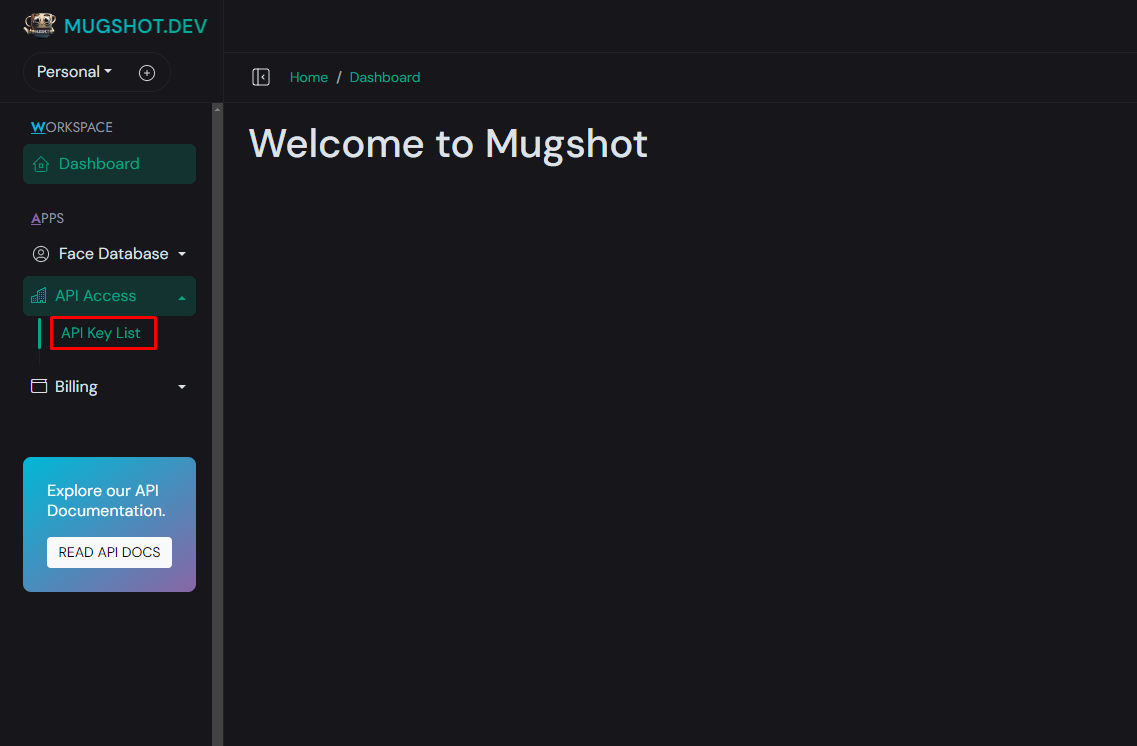 MUGSHOT.DEV
Personal
Home / Dashboard
WORKSPACE
Welcome to Mugshot
Dashboard
APPS
Face Database
API Access
API Key List
Billing
Explore our API
Documentation.
READ API DOCS